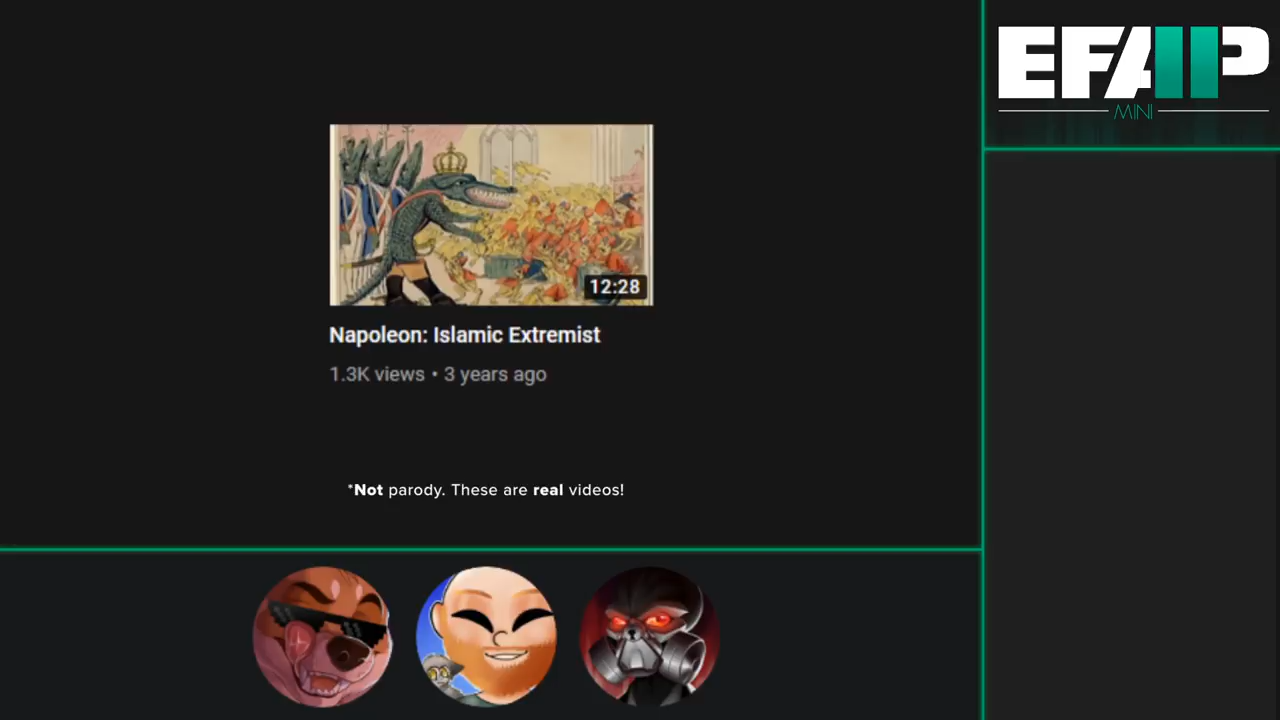 EFAP
MINI
12:28
Napoleon: Islamic Extremist
1.3K views • 3 years ago
*Not parody. These are real videos!